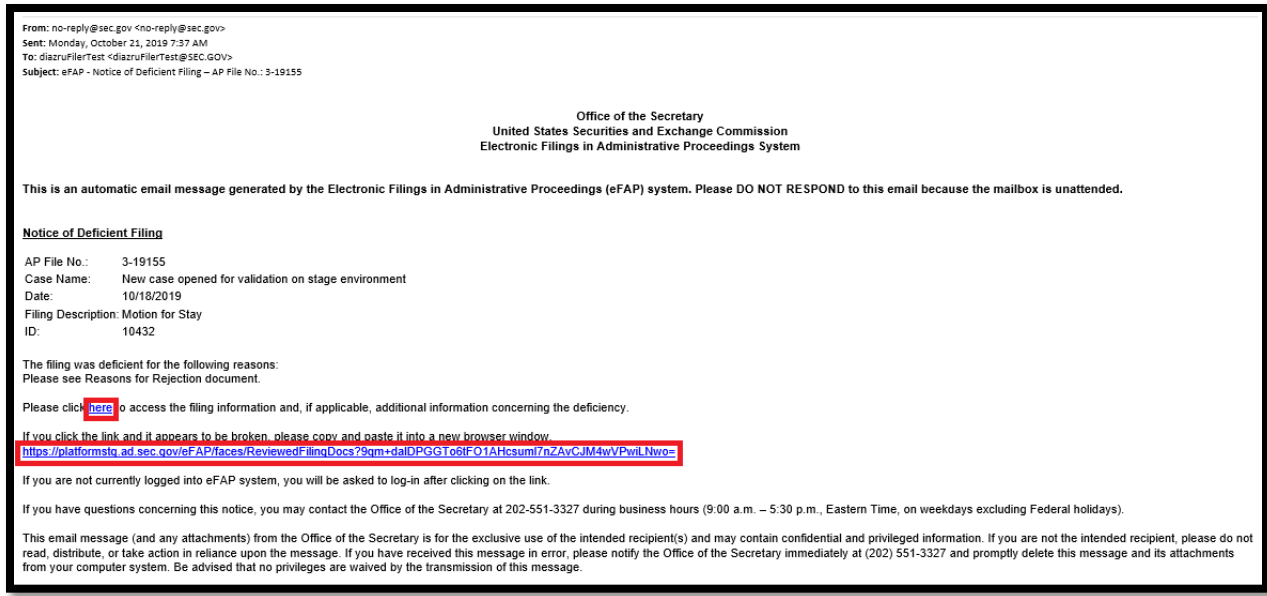 From: no-reply@sec.gov <no-reply@sec.gov>
Sent: Monday, October 21, 2019 7:37 AM
To: diazruFilerTest <diazruFilerTest@SEC.GOV>
Subject: eFAP - Notice of Deficient Filing – AP File No.: 3-19155
Office of the Secretary
United States Securities and Exchange Commission
Electronic Filings in Administrative Proceedings System
This is an automatic email message generated by the Electronic Filings in Administrative Proceedings (eFAP) system. Please DO NOT RESPOND to this email because the mailbox is unattended.
Notice of Deficient Filing
AP File No.: 3-19155
Case Name: New case opened for validation on stage environment
Date: 10/18/2019
Filing Description: Motion for Stay
ID: 10432
The filing was deficient for the following reasons:
Please see Reasons for Rejection document.
Please click here to access the filing information and, if applicable, additional information concerning the deficiency.
If you click the link and it appears to be broken, please copy and paste it into a new browser window.
https://platformstg.ad.sec.gov/eFAP/faces/ReviewedFilingDocs?9qm+daIDPGGTo6tFO1AHcsumI7nZAvCJM4wVPwiLNwo=
If you are not currently logged into eFAP system, you will be asked to log-in after clicking on the link.
If you have questions concerning this notice, you may contact the Office of the Secretary at 202-551-3327 during business hours (9:00 a.m. – 5:30 p.m., Eastern Time, on weekdays excluding Federal holidays).
This email message (and any attachments) from the Office of the Secretary is for the exclusive use of the intended recipient(s) and may contain confidential and privileged information. If you are not the intended recipient, please do not
read, distribute, or take action in reliance upon the message. If you have received this message in error, please notify the Office of the Secretary immediately at (202) 551-3327 and promptly delete this message and its attachments
from your computer system. Be advised that no privileges are waived by the transmission of this message.